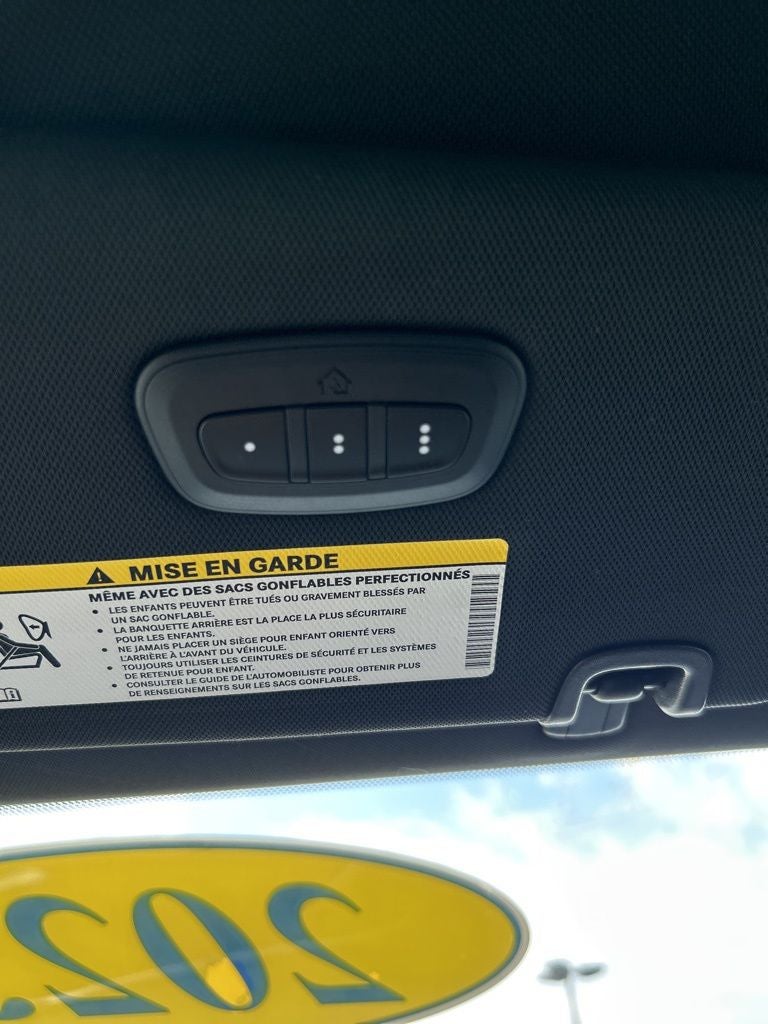 MISE EN GARDE
MÊME AVEC DES SACS GONFLABLES PERFECTIONNÉS
• LES ENFANTS PEUVENT ÊTRE TUÉS OU GRAVEMENT BLESSÉS PAR
UN SAC GONFLABLE.
• LA BANQUETTE ARRIÈRE EST LA PLACE LA PLUS SÉCURITAIRE
POUR LES ENFANTS.
• NE JAMAIS PLACER UN SIÈGE POUR ENFANT ORIENTÉ VERS
L'ARRIÈRE À L'AVANT DU VÉHICULE.
• TOUJOURS UTILISER LES CEINTURES DE SÉCURITÉ ET LES SYSTÈMES
DE RETENUE POUR ENFANT.
• CONSULTER LE GUIDE DE L'AUTOMOBILISTE POUR OBTENIR PLUS
DE RENSEIGNEMENTS SUR LES SACS GONFLABLES.
202